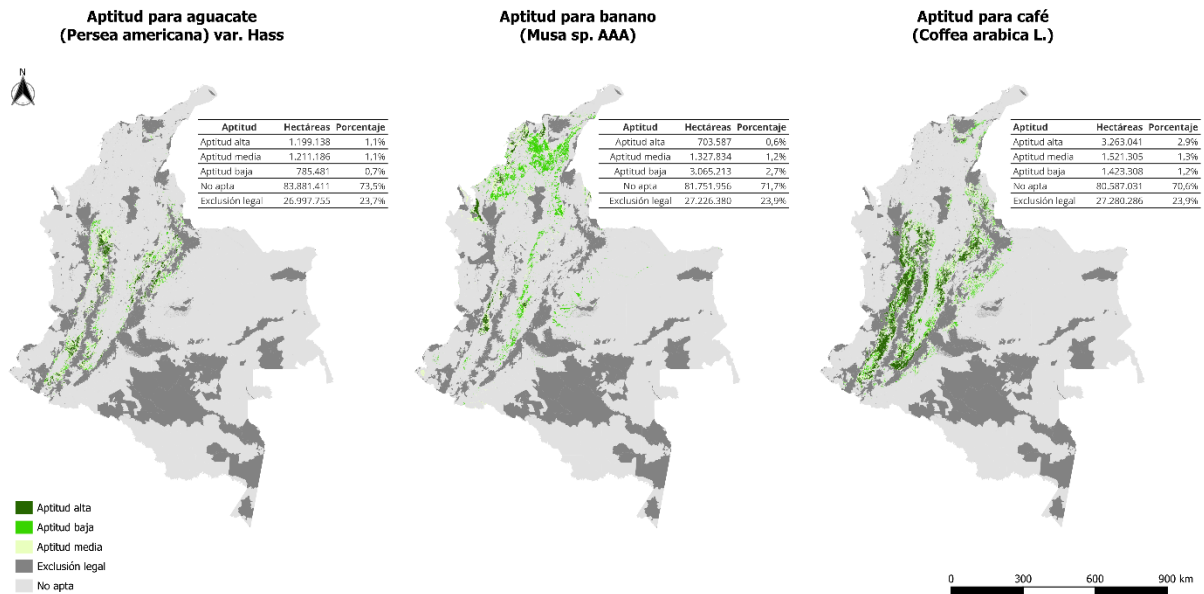 Aptitud para aguacate
(Persea americana) var. Hass
Aptitud para banano
(Musa sp. AAA)
Aptitud para café
(Coffea arabica L.)
N
Aptitud Hectáreas Porcentaje
Aptitud alta 1.199.138 1,1%
Aptitud media 1.211.186 1,1%
Aptitud baja 785.481 0,7%
No apta 83.881.411 73,5%
Exclusión legal 26.997.755 23,7%
Aptitud Hectáreas Porcentaje
Aptitud alta 703.587 0,6%
Aptitud media 1.327.834 1,2%
Aptitud baja 3.065.213 2,7%
No apta 81.751.956 71,7%
Exclusión legal 27.226.380 23,9%
Aptitud Hectáreas Porcentaje
Aptitud alta 3.263.041 2,9%
Aptitud media 1.521.305 1,3%
Aptitud baja 1.423.308 1,2%
No apta 80.587.031 70,6%
Exclusión legal 27.280.286 23,9%
Aptitud alta
Aptitud baja
Aptitud media
Exclusión legal
No apta
0 300 600 900 km